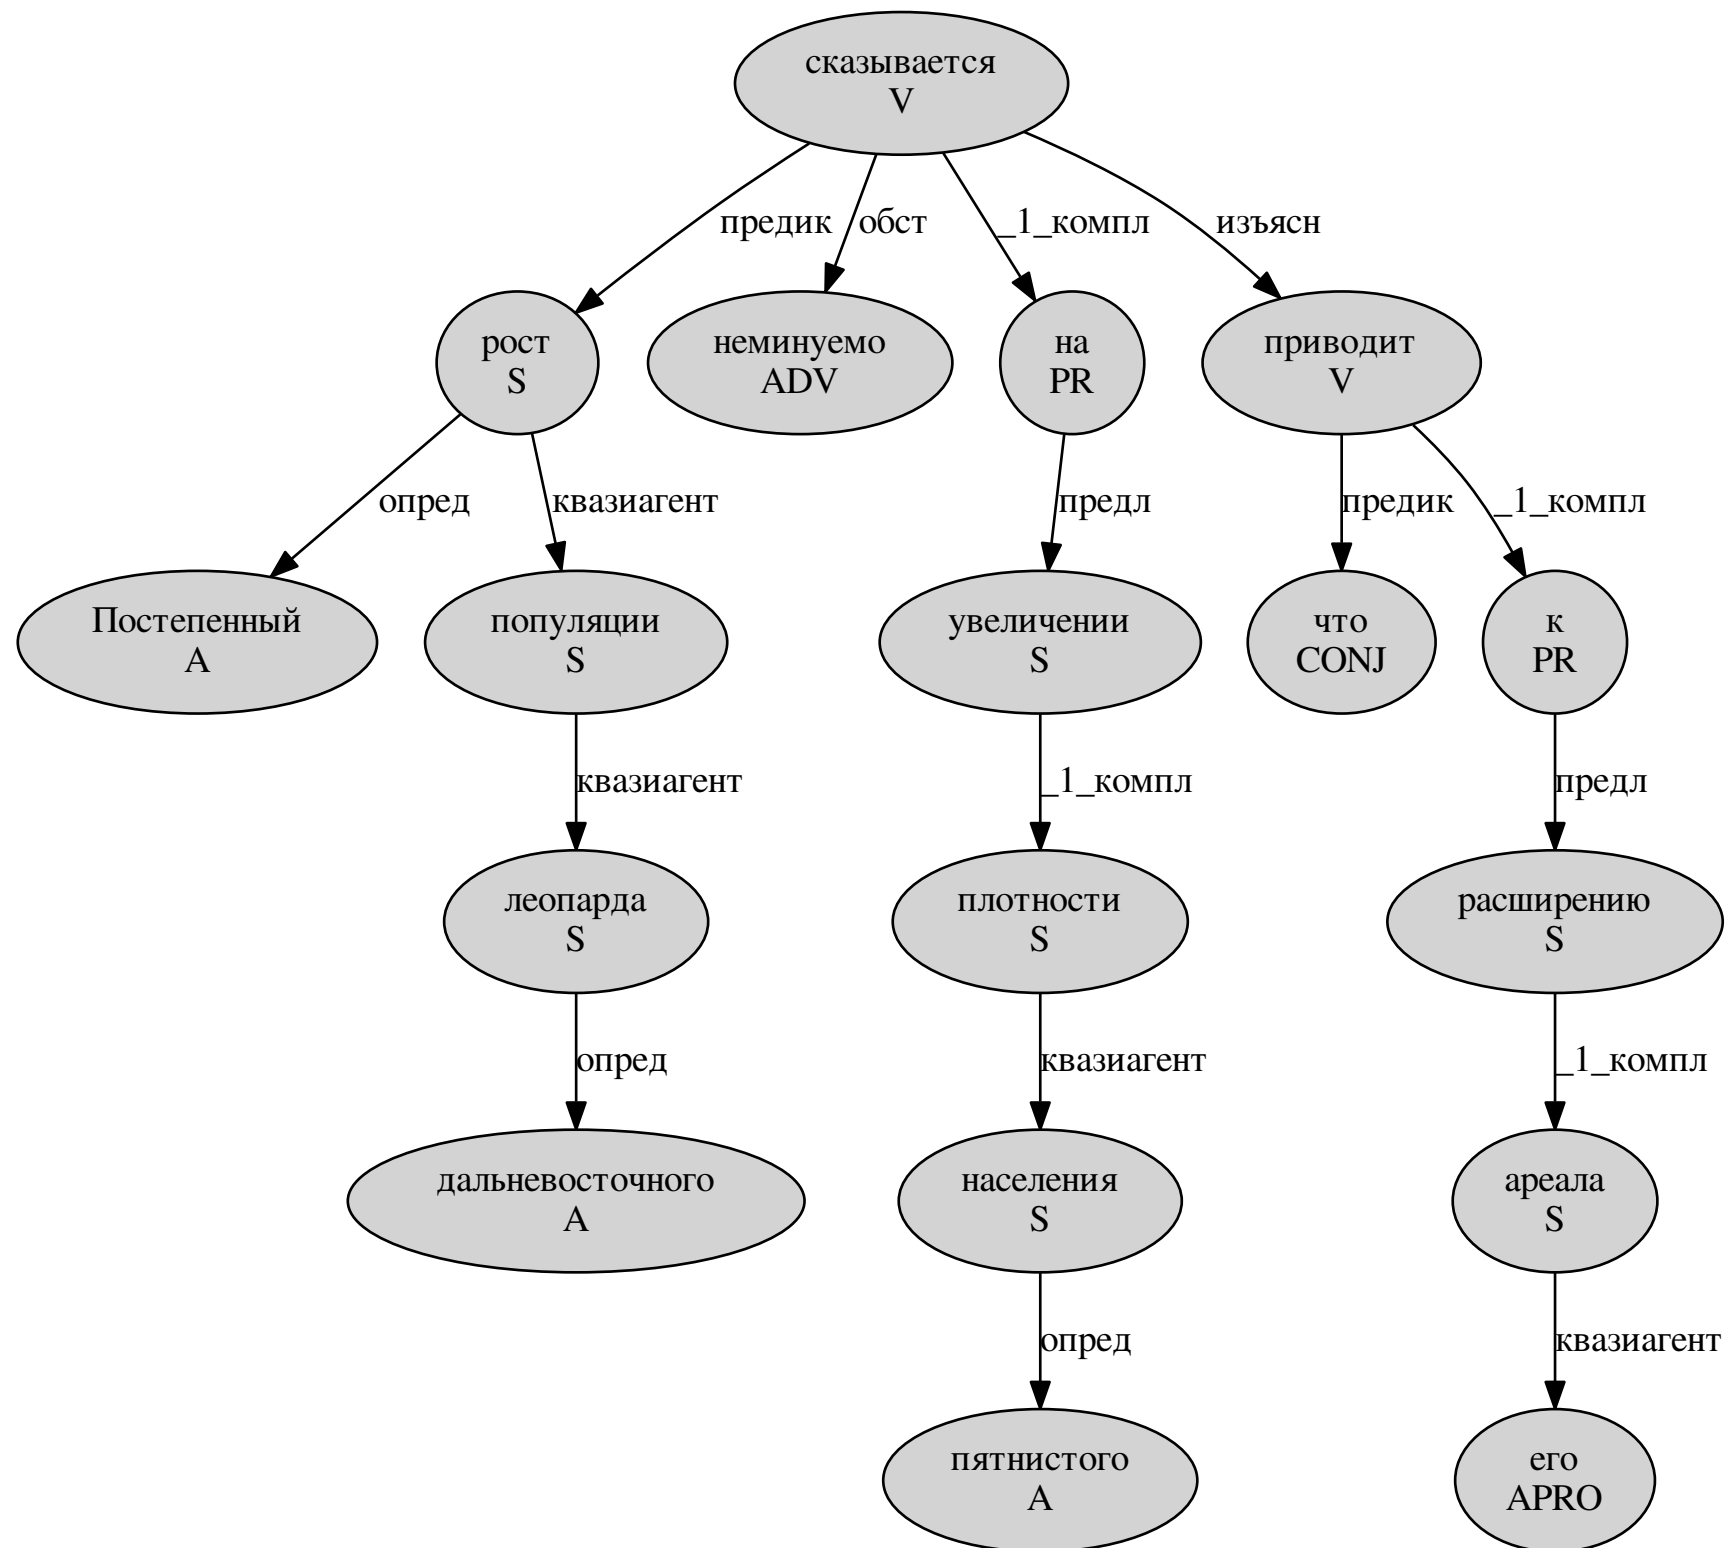 сказывается
V
предик
обст
_1_компл
изъясн
рост
S
неминуемо
ADV
на
PR
приводит
V
опред
квазиагент
предл
предик
_1_компл
Постепенный
A
популяции
S
увеличении
S
что
CONJ
к
PR
квазиагент
_1_компл
предл
леопарда
S
плотности
S
расширению
S
опред
квазиагент
_1_компл
дальневосточного
A
населения
S
ареала
S
опред
квазиагент
пятнистого
A
его
APRO